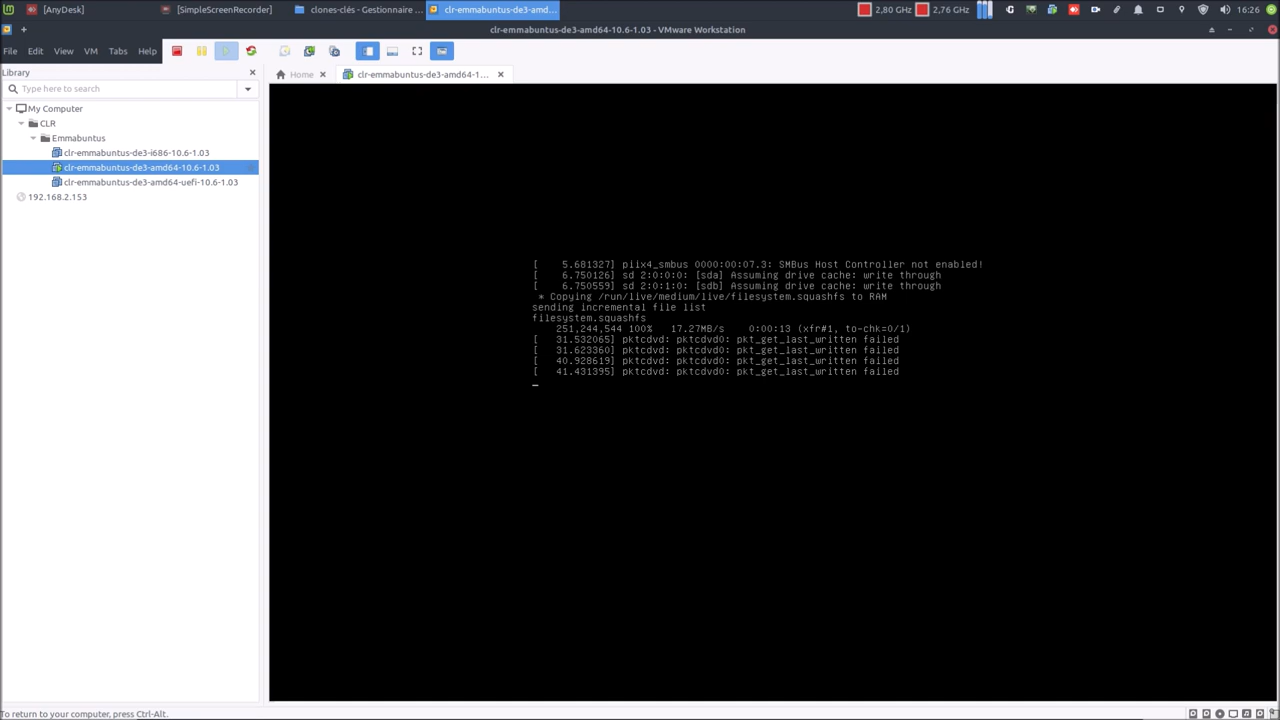 [AnyDesk]
[SimpleScreenRecorder]
clones-clés - Gestionnaire ...
clr-emmabuntus-de3-amd...
2,80 GHz
2,76 GHz
16:26
clr-emmabuntus-de3-amd64-10.6-1.03 - VMware Workstation
File Edit View VM Tabs Help
Library
Home
clr-emmabuntus-de3-amd64-1...
Type here to search
My Computer
CLR
Emmabuntus
clr-emmabuntus-de3-i686-10.6-1.03
clr-emmabuntus-de3-amd64-10.6-1.03
clr-emmabuntus-de3-amd64-uefi-10.6-1.03
192.168.2.153
[ 5.681327] piix4_smbus 0000:00:07.3: SMBus Host Controller not enabled!
[ 6.750126] sd 2:0:0:0: [sda] Assuming drive cache: write through
[ 6.750559] sd 2:0:1:0: [sdb] Assuming drive cache: write through
* Copying /run/live/medium/live/filesystem.squashfs to RAM
sending incremental file list
filesystem.squashfs
251,244,544 100% 17.27MB/s 0:00:13 (xfr#1, to-chk=0/1)
[ 31.532065] pktcdvd: pktcdvd0: pkt_get_last_written failed
[ 31.623360] pktcdvd: pktcdvd0: pkt_get_last_written failed
[ 40.928619] pktcdvd: pktcdvd0: pkt_get_last_written failed
[ 41.431395] pktcdvd: pktcdvd0: pkt_get_last_written failed
To return to your computer, press Ctrl-Alt.